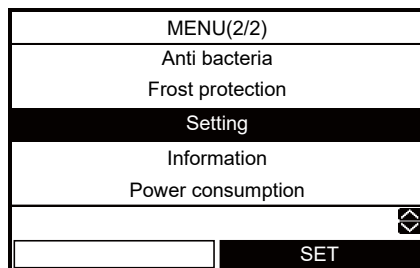 MENU(2/2)
Anti bacteria
Frost protection
Setting
Information
Power consumption
SET